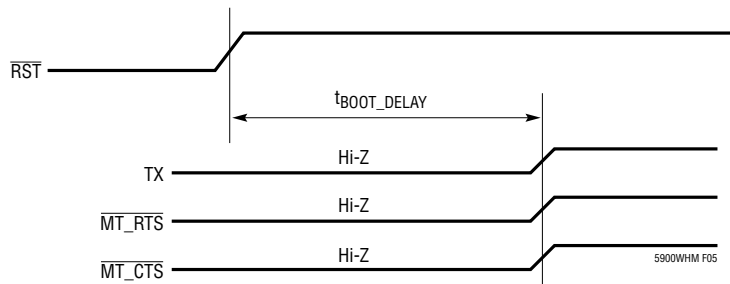 RST
tBOOT_DELAY
TX Hi-Z
MT_RTS Hi-Z
MT_CTS Hi-Z
5900WHM F05